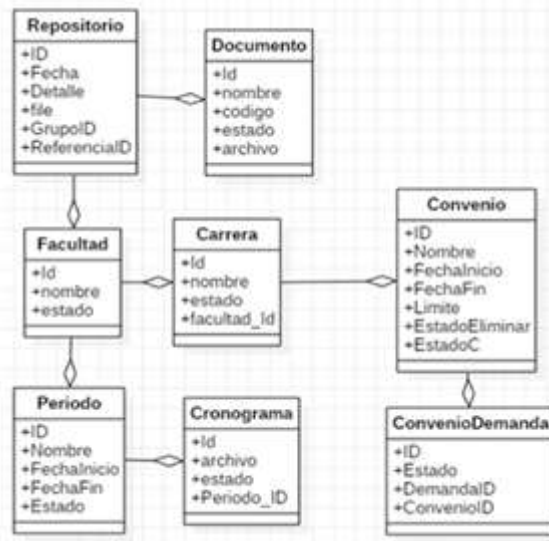 Repositorio
+ID
+Fecha
+Detalle
+file
+GrupoID
+ReferenciaID
Documento
+Id
+nombre
+codigo
+estado
+archivo
Facultad
+Id
+nombre
+estado
Carrera
+Id
+nombre
+estado
+facultad_Id
Convenio
+ID
+Nombre
+FechaInicio
+FechaFin
+Limite
+EstadoEliminar
+EstadoC
Periodo
+ID
+Nombre
+FechaInicio
+FechaFin
+Estado
Cronograma
+Id
+archivo
+estado
+Periodo_ID
ConvenioDemanda
+ID
+Estado
+DemandaID
+ConvenioID